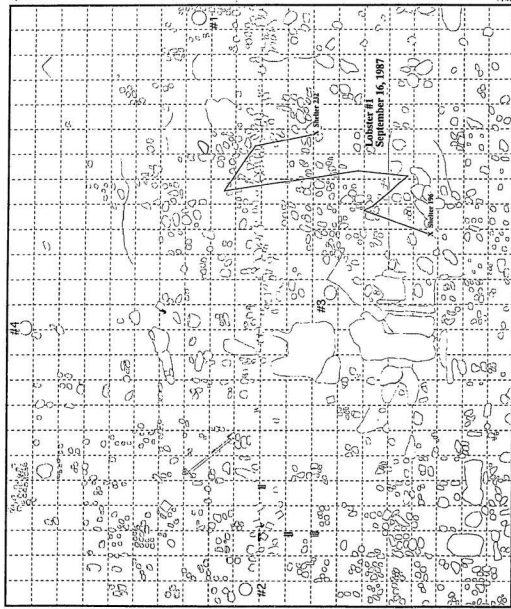 #1
#4
X Shelter 232
Lobster #1
September 16, 1987
#3
X Shelter 196
#2